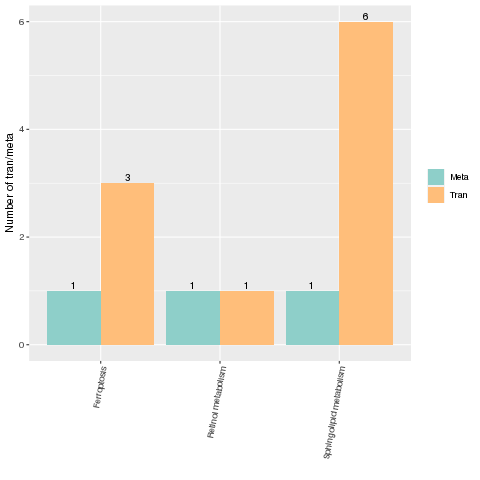 Number of tran/meta
6
4
2
0
1
3
1
1
1
6
Ferroptosis
Retinol metabolism
Sphingolipid metabolism
Meta
Tran